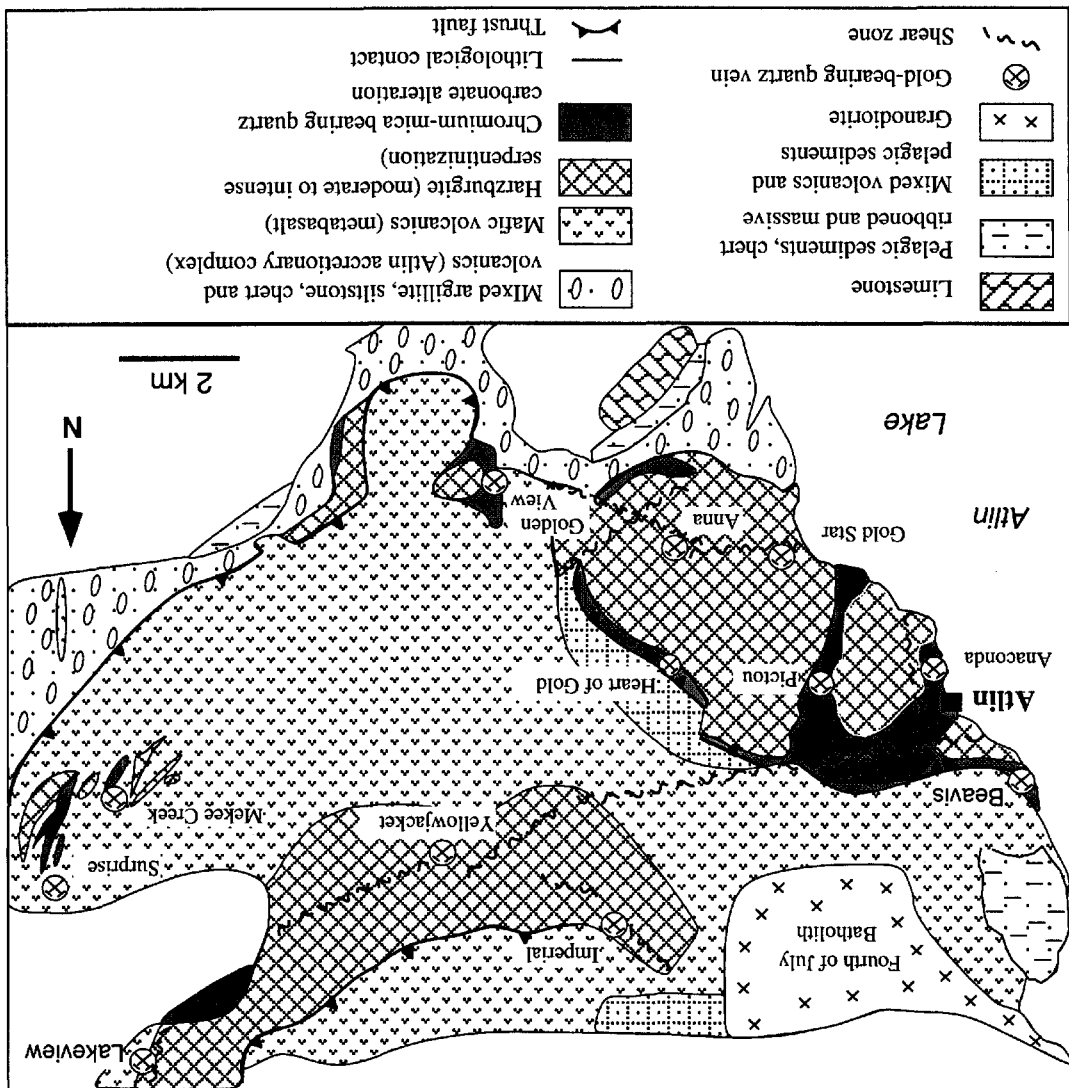 Lakeview
Fourth of July
Batholith
Imperial
Surprise
Yellowjacket
Mckee Creek
Beavis
Atlin
Anaconda
Pictou
Heart of Gold
Gold Star
Anna
Golden
View
Atlin
Lake
N
2 km
Limestone
Pelagic sediments, chert
ribboned and massive
Mixed volcanics and
pelagic sediments
Granodiorite
Gold-bearing quartz vein
Shear zone
MIxed argillite, siltstone, chert and
volcanics (Atlin accretionary complex)
Mafic volcanics (metabasalt)
Harzburgite (moderate to intense
serpentinization)
Chromium-mica bearing quartz
carbonate alteration
Lithological contact
Thrust fault